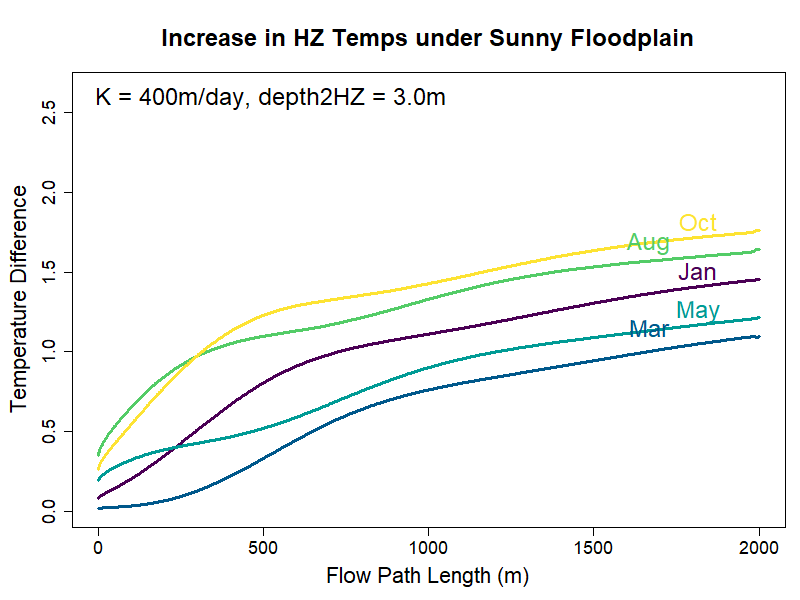 Increase in HZ Temps under Sunny Floodplain
K = 400m/day, depth2HZ = 3.0m
Temperature Difference
2.5
2.0
1.5
1.0
0.5
0.0
Oct
Aug
Jan
May
Mar
0 500 1000 1500 2000
Flow Path Length (m)